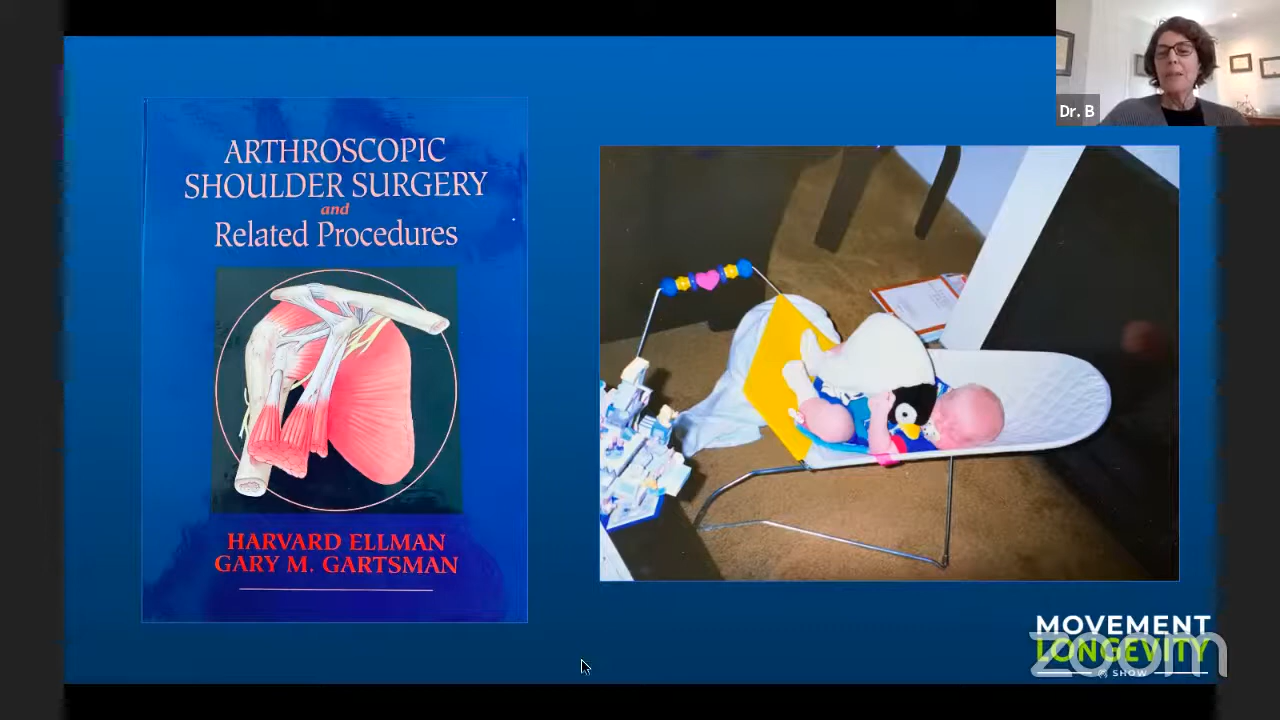 ARTHROSCOPIC
SHOULDER SURGERY
and
Related Procedures
HARVARD ELLMAN
GARY M. GARTSMAN
Dr. B
MOVEMENT
LONGEVITY
SHOW
zoom